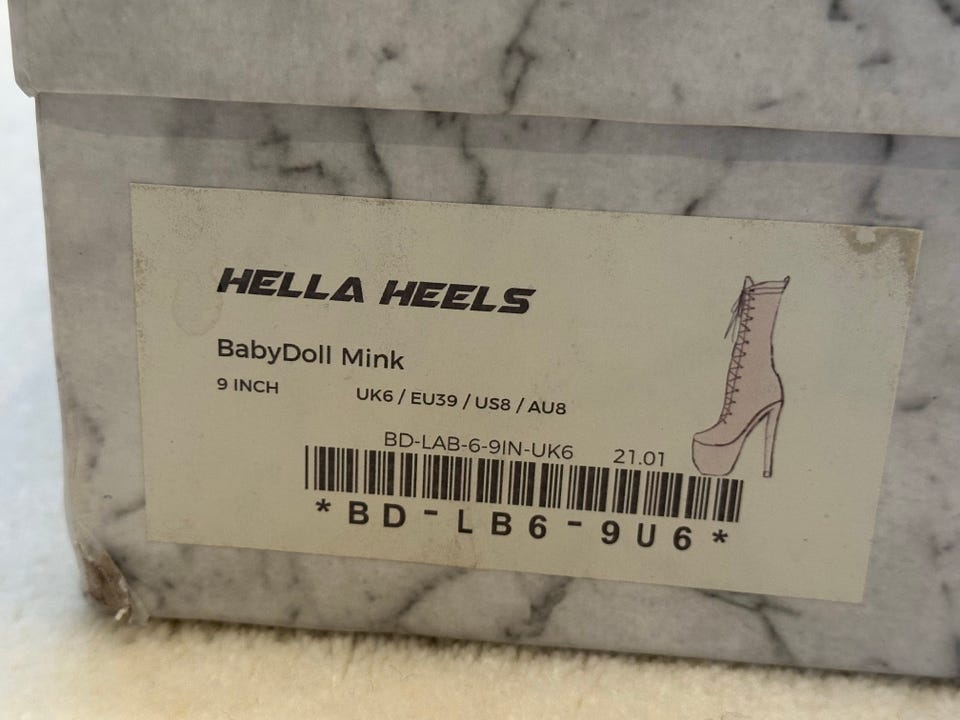 HELLA HEELS
BabyDoll Mink
9 INCH UK6 / EU39 / US8 / AU8
BD-LAB-6-9IN-UK6 21.01
*BD-LB6-9U6*